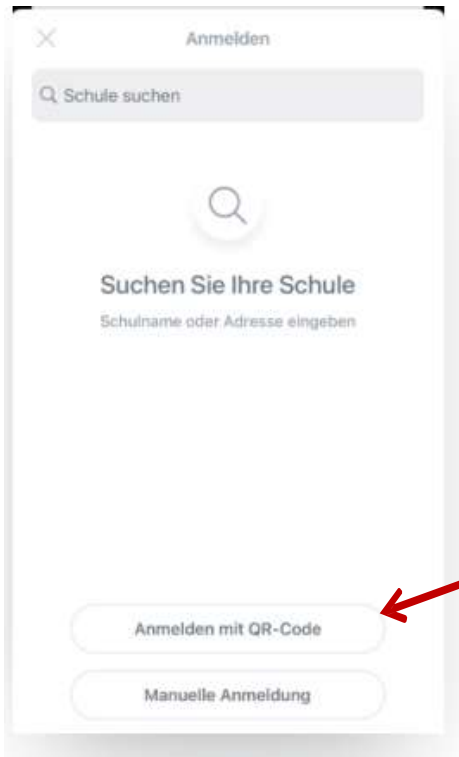 Anmelden
Schule suchen
Suchen Sie Ihre Schule
Schulname oder Adresse eingeben
Anmelden mit QR-Code
Manuelle Anmeldung